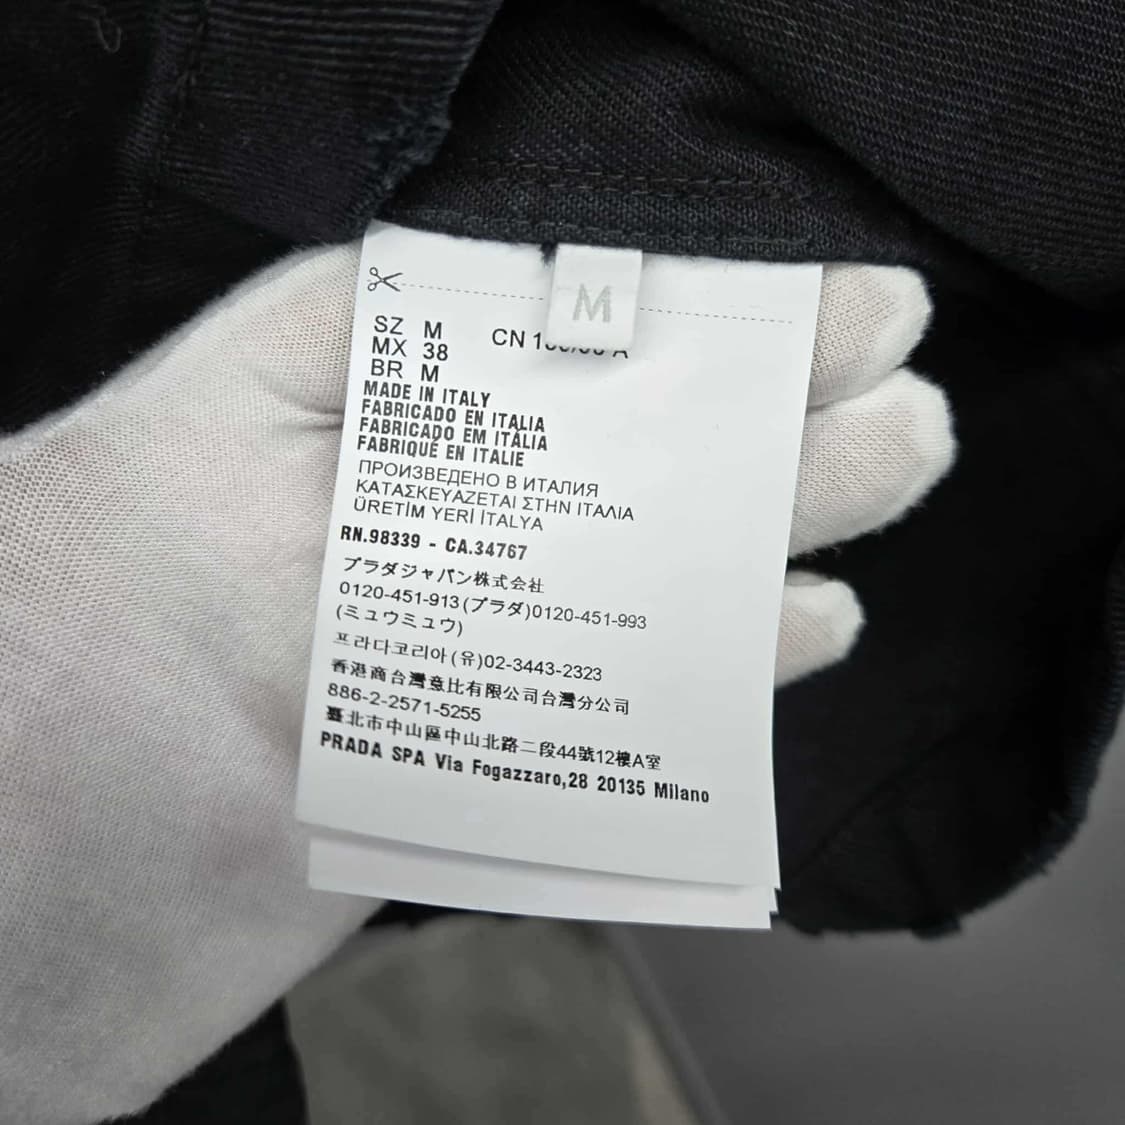 M
SZ M CN
MX 38
BR M
MADE IN ITALY
FABRICADO EN ITALIA
FABRICADO EM ITÀLIA
FABRIQUÉ EN ITALIE
ПРОИЗВЕДЕНО В ИТАЛИЯ
ΚΑΤΑΣΚΕΥΑΖΕΤΑΙ ΣΤΗΝ ΙΤΑΛΙΑ
ÜRETİM YERİ İTALYA
RN.98339 - CA.34767
プラダジャパン株式会社
0120-451-913(プラダ)0120-451-993
(ミュウミュウ)
프라다코리아(유)02-3443-2323
香港商台灣意比有限公司台灣分公司
886-2-2571-5255
臺北市中山區中山北路二段44號12樓A室
PRADA SPA Via Fogazzaro,28 20135 Milano